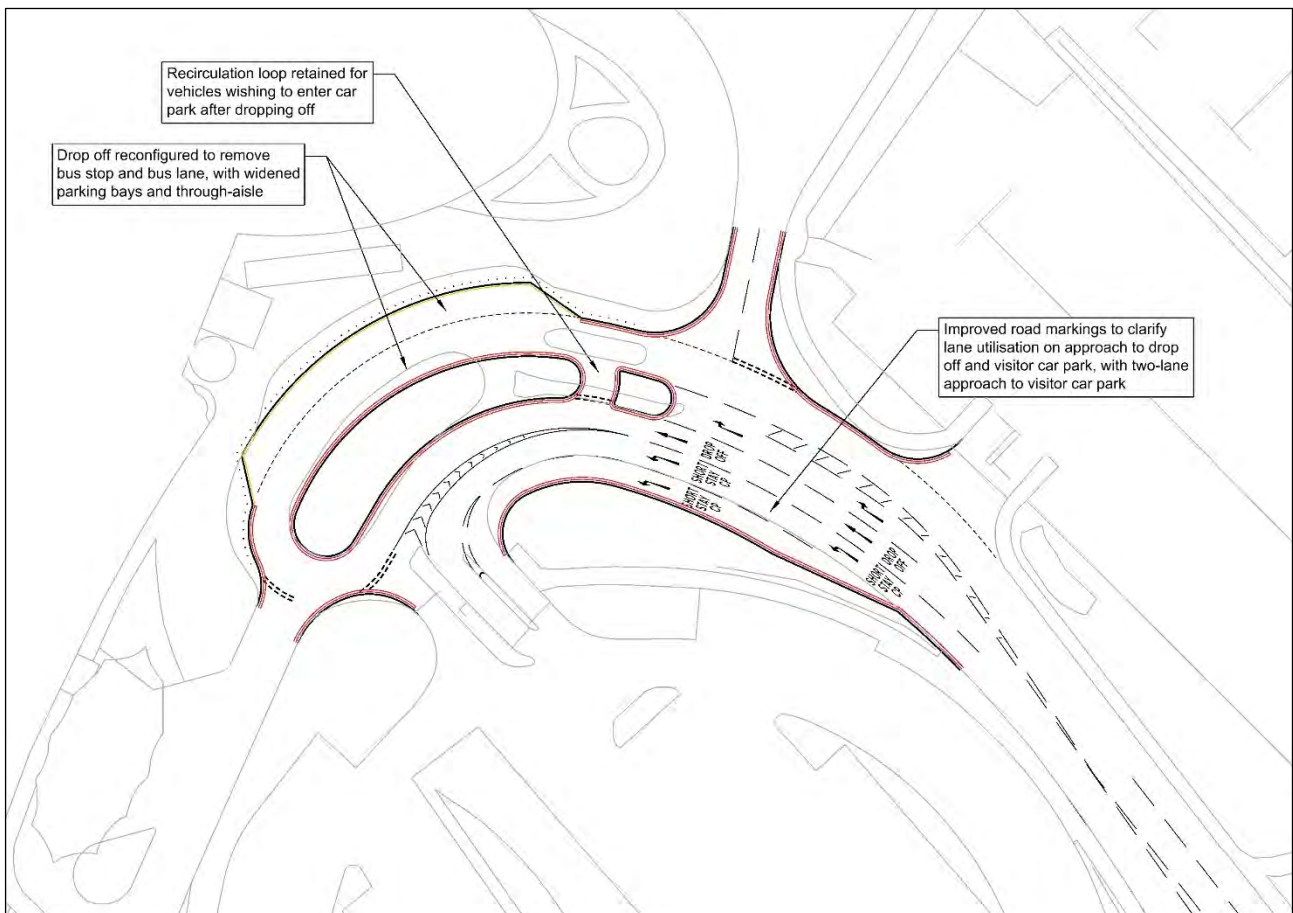 Recirculation loop retained for
vehicles wishing to enter car
park after dropping off
Drop off reconfigured to remove
bus stop and bus lane, with widened
parking bays and through-aisle
Improved road markings to clarify
lane utilisation on approach to drop
off and visitor car park, with two-lane
approach to visitor car park
DROP
OFF
SHORT
STAY
CP
SHORT
STAY
CP
DROP
OFF
SHORT
STAY
CP